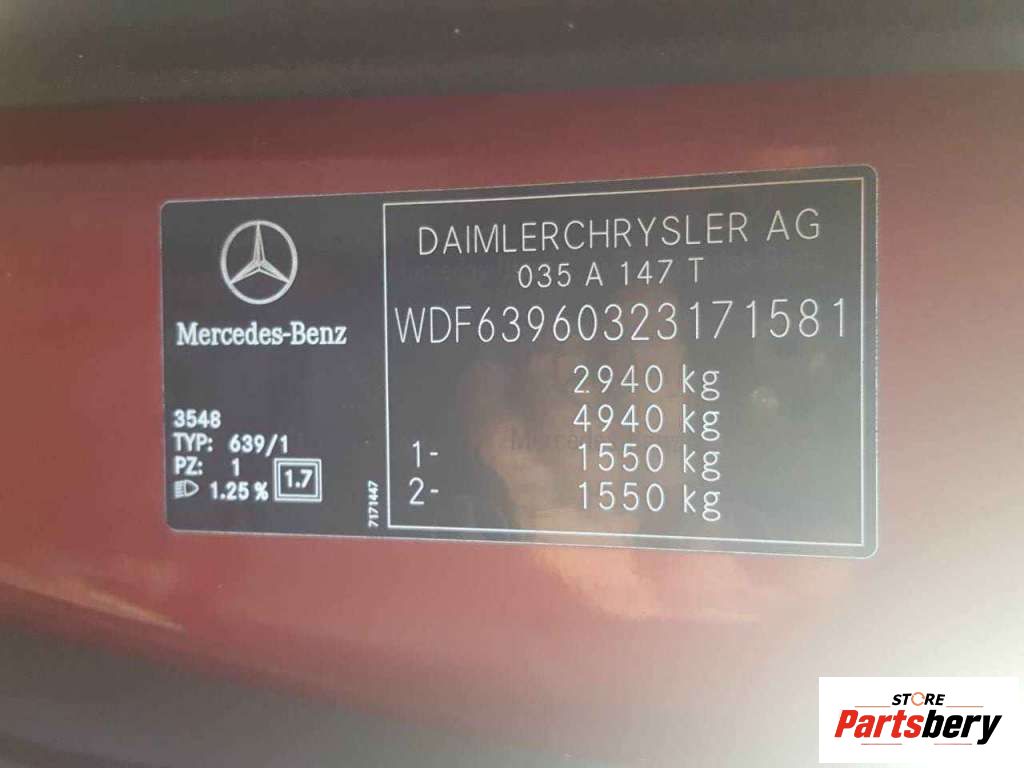 Mercedes-Benz
3548
TYP: 639/1
PZ: 1
1.25 %
1.7
7171447
DAIMLERCHRYSLER AG
035 A 147 T
WDF63960323171581
2940 kg
4940 kg
1- 1550 kg
2- 1550 kg
STORE
Partsbery